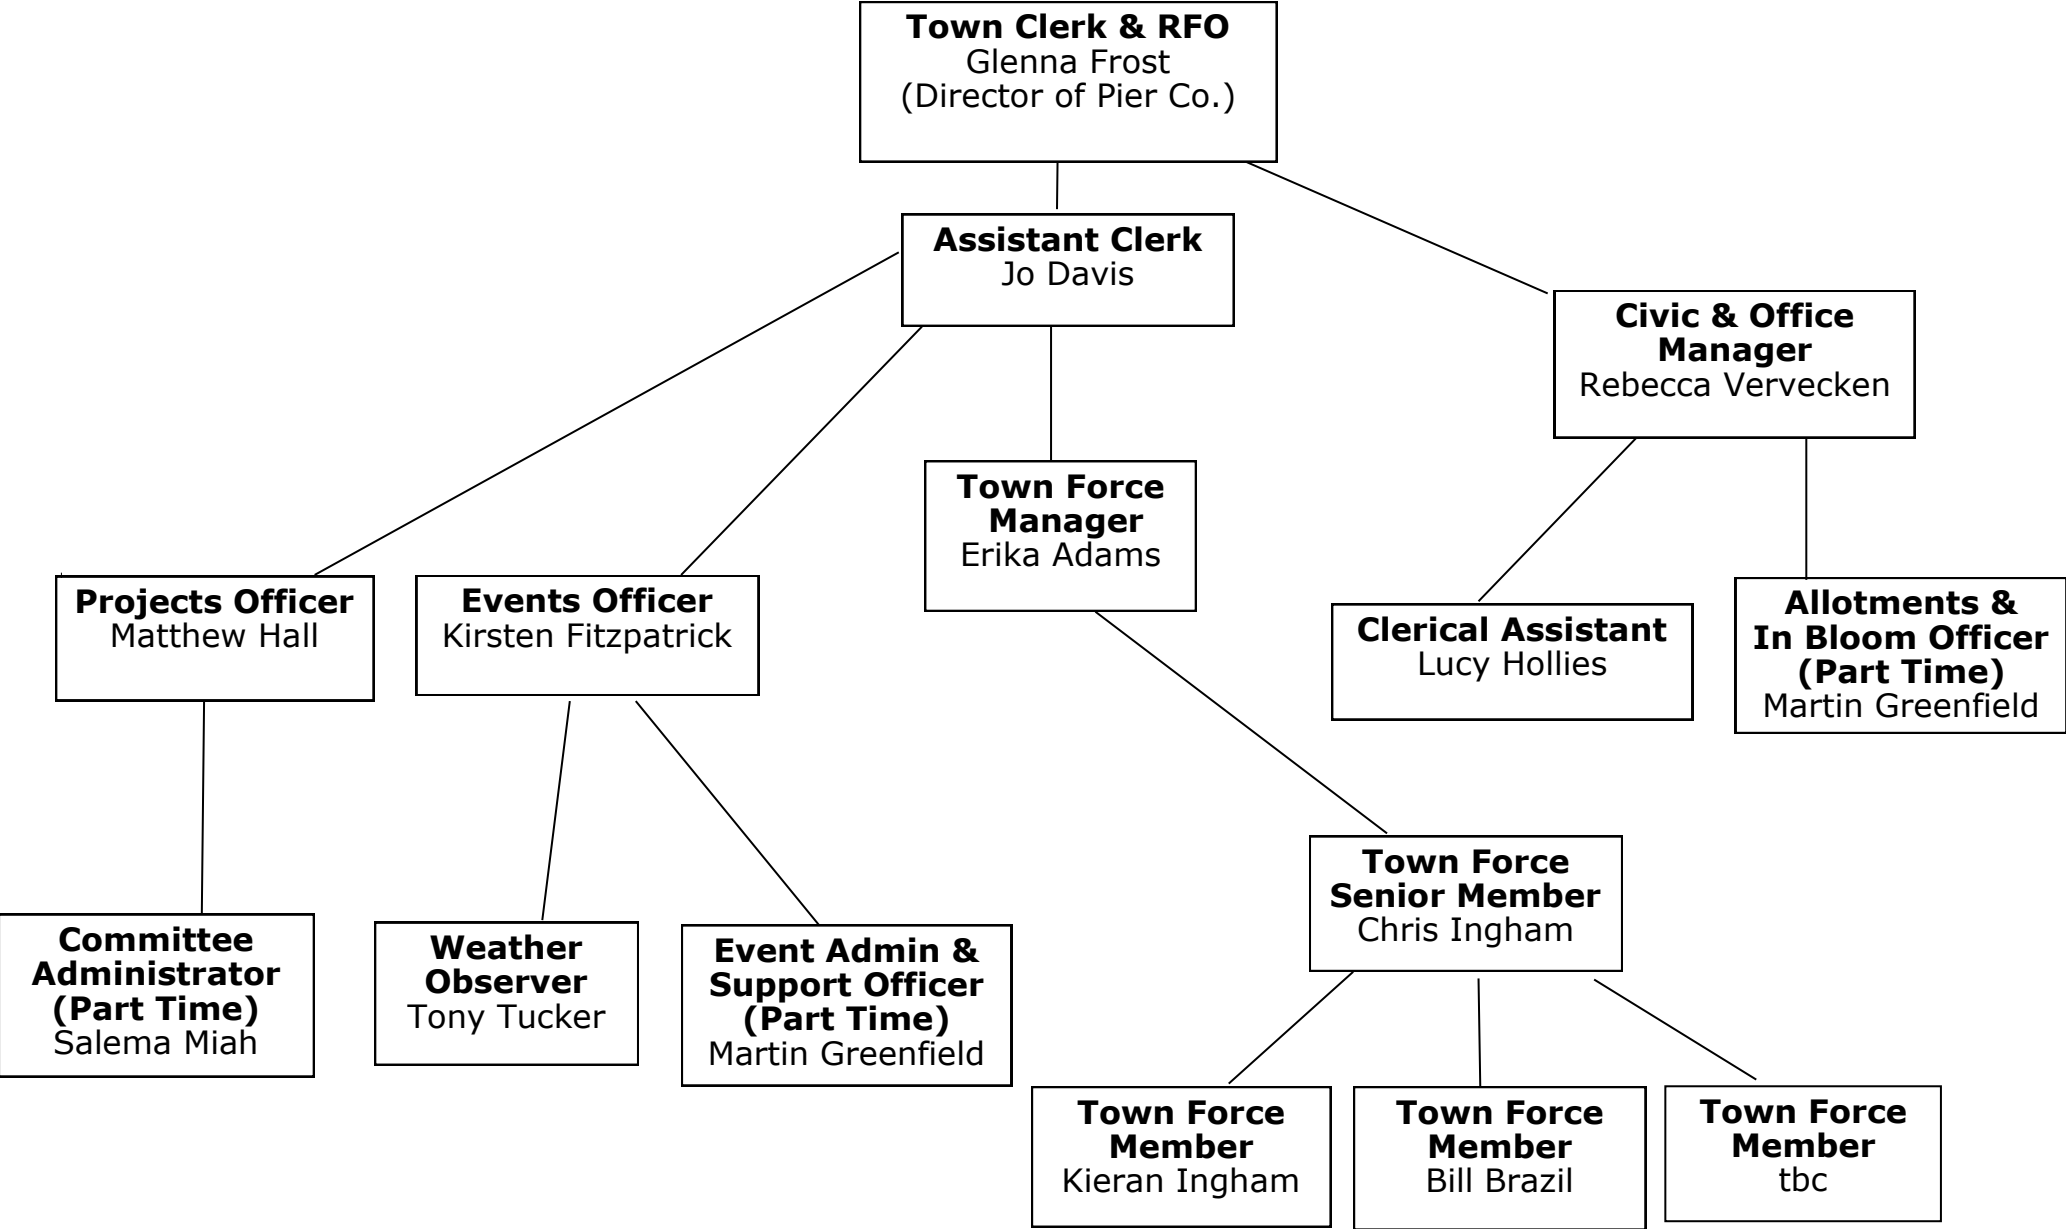 Town Clerk & RFO
Glenna Frost
(Director of Pier Co.)
Assistant Clerk
Jo Davis
Civic & Office
Manager
Rebecca Vervecken
Town Force
Manager
Erika Adams
Projects Officer
Matthew Hall
Events Officer
Kirsten Fitzpatrick
Clerical Assistant
Lucy Hollies
Allotments &
In Bloom Officer
(Part Time)
Martin Greenfield
Town Force
Senior Member
Chris Ingham
Committee
Administrator
(Part Time)
Salema Miah
Weather
Observer
Tony Tucker
Event Admin &
Support Officer
(Part Time)
Martin Greenfield
Town Force
Member
Kieran Ingham
Town Force
Member
Bill Brazil
Town Force
Member
tbc